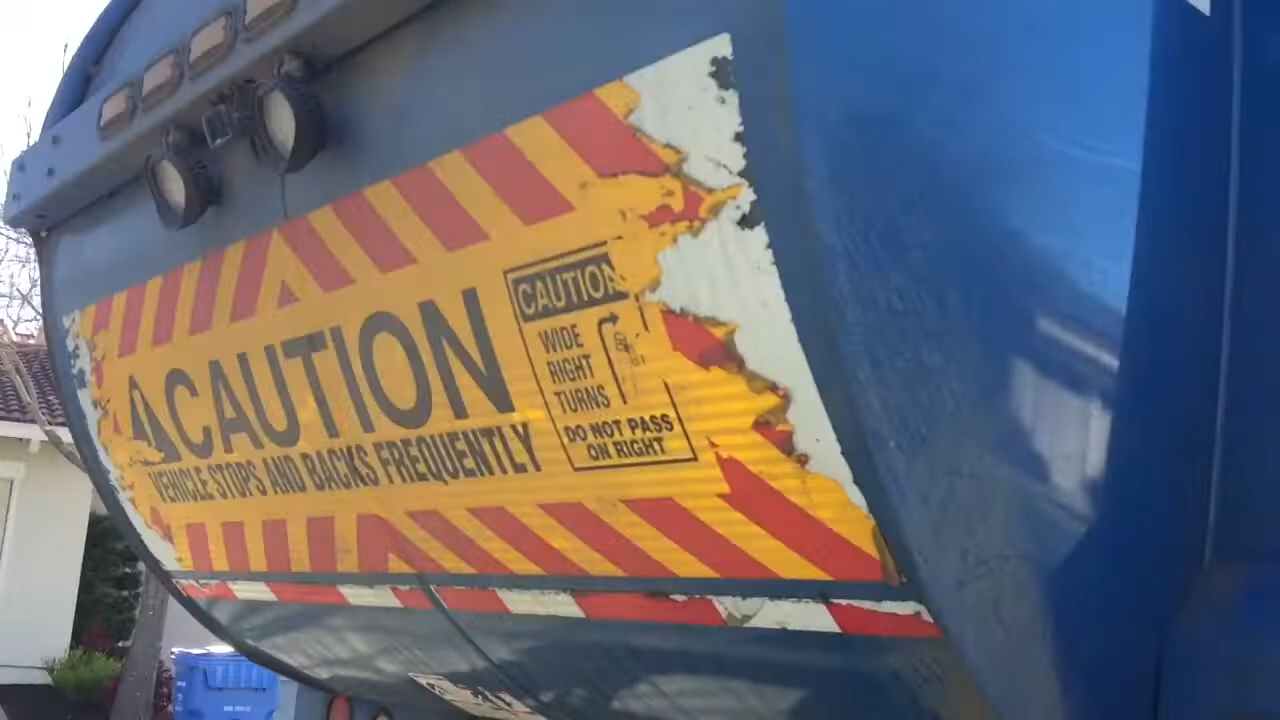 CAUTION
VEHICLE STOPS AND BACKS FREQUENTLY
CAUTION
WIDE
RIGHT
TURNS
DO NOT PASS
ON RIGHT